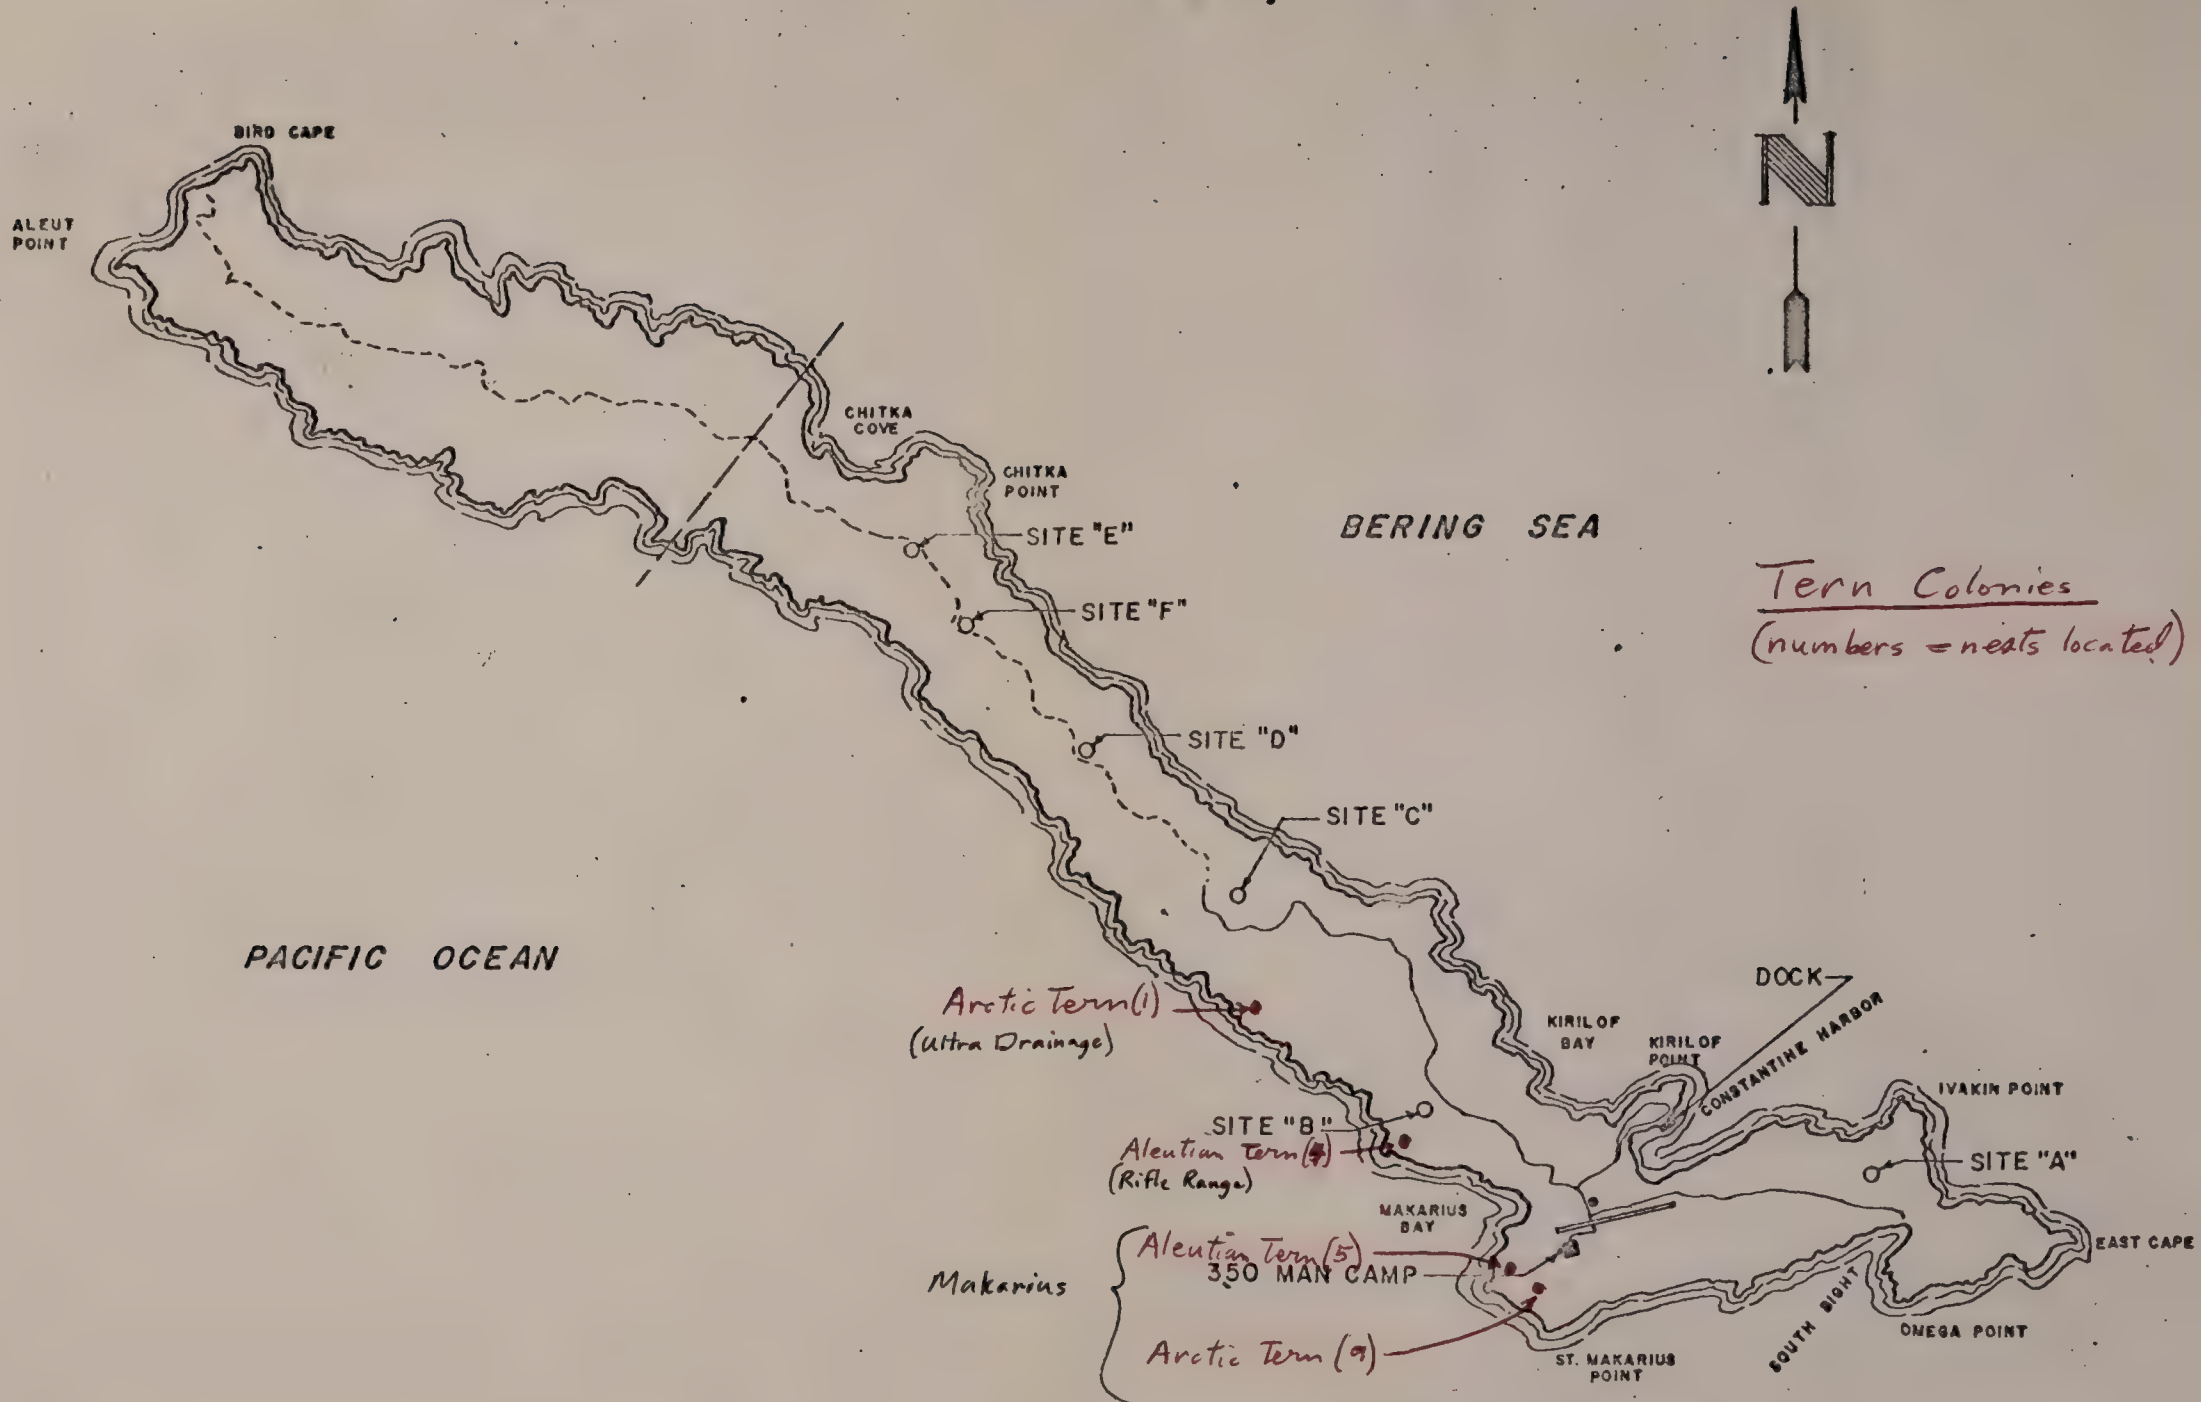 BIRD CAPE
ALEUT
POINT
N
CHITKA
COVE
CHITKA
POINT
SITE "E"
BERING SEA
SITE "F"
Tern Colonies
(numbers = nests located)
SITE "D"
SITE "C"
PACIFIC OCEAN
DOCK
Arctic Tern (1)
(Ultra Drainage)
KIRILOF
BAY
KIRILOF
POINT
CONSTANTINE HARBOR
IVAKIN POINT
SITE "B"
Aleutian Tern
(Rifle Range)
SITE "A"
MAKARIUS
BAY
Aleutian Tern (5)
350 MAN CAMP
EAST CAPE
Makarius
SOUTH BIGHT
OMEGA POINT
Arctic Tern (9)
ST. MAKARIUS
POINT